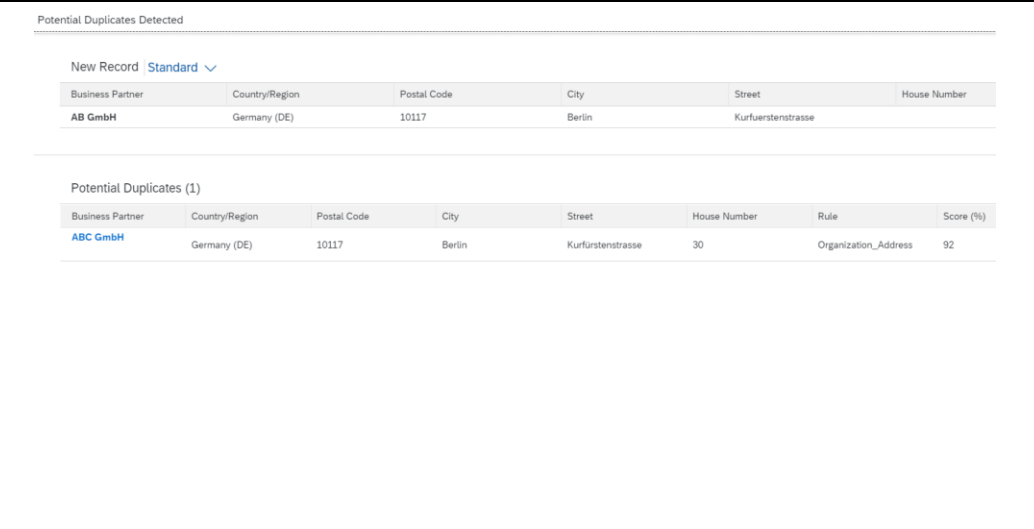 Potential Duplicates Detected
New Record Standard
Business Partner Country/Region Postal Code City Street House Number
AB GmbH Germany (DE) 10117 Berlin Kurfuerstenstrasse
Potential Duplicates (1)
Business Partner Country/Region Postal Code City Street House Number Rule Score (%)
ABC GmbH Germany (DE) 10117 Berlin Kurfürstenstrasse 30 Organization_Address 92